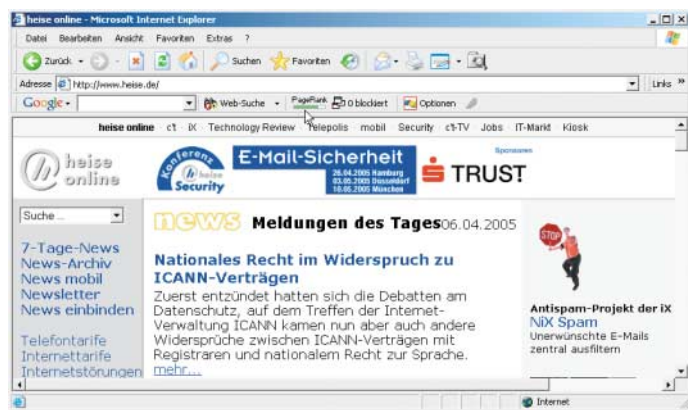 heise online - Microsoft Internet Explorer
Datei Bearbeiten Ansicht Favoriten Extras ?
Zurück Suchen Favoriten
Adresse http://www.heise.de/ Links »
Google Web-Suche PageRank 0 blockiert Optionen
heise online c't iX Technology Review Telepolis mobil Security c't-TV Jobs IT-Markt Kiosk
heise online
Konferenz
heise
Security
E-Mail-Sicherheit
26.04.2005 Hamburg
03.05.2005 Düsseldorf
10.05.2005 München
Sponsoren
TRUST
Suche ...
7-Tage-News
News-Archiv
News mobil
Newsletter
News einbinden
Telefontarife
Internettarife
Internetstörungen
news Meldungen des Tages 06.04.2005
Nationales Recht im Widerspruch zu
ICANN-Verträgen
Zuerst entzündet hatten sich die Debatten am
Datenschutz, auf dem Treffen der Internet-
Verwaltung ICANN kamen nun aber auch andere
Widersprüche zwischen ICANN-Verträgen mit
Registraren und nationalem Recht zur Sprache.
mehr...
STOP
Antispam-Projekt der iX
NiX Spam
Unerwünschte E-Mails
zentral ausfiltern
Internet